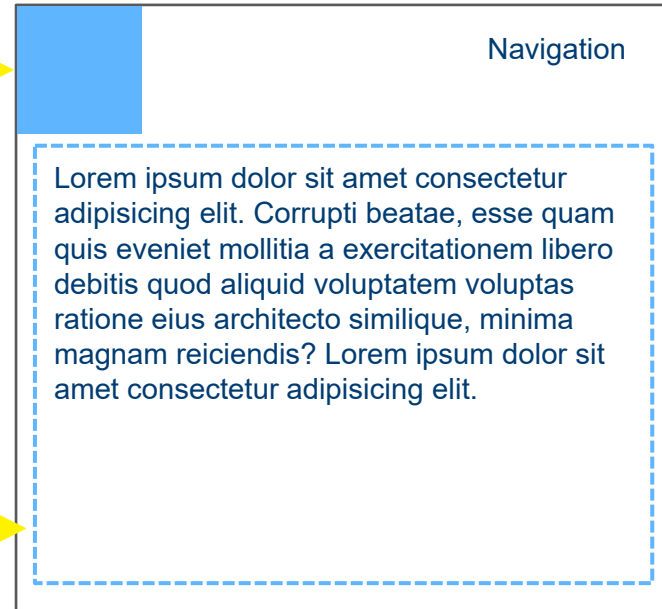 Navigation
Lorem ipsum dolor sit amet consectetur
adipisicing elit. Corrupti beatae, esse quam
quis eveniet mollitia a exercitationem libero
debitis quod aliquid voluptatem voluptas
ratione eius architecto similique, minima
magnam reiciendis? Lorem ipsum dolor sit
amet consectetur adipisicing elit.